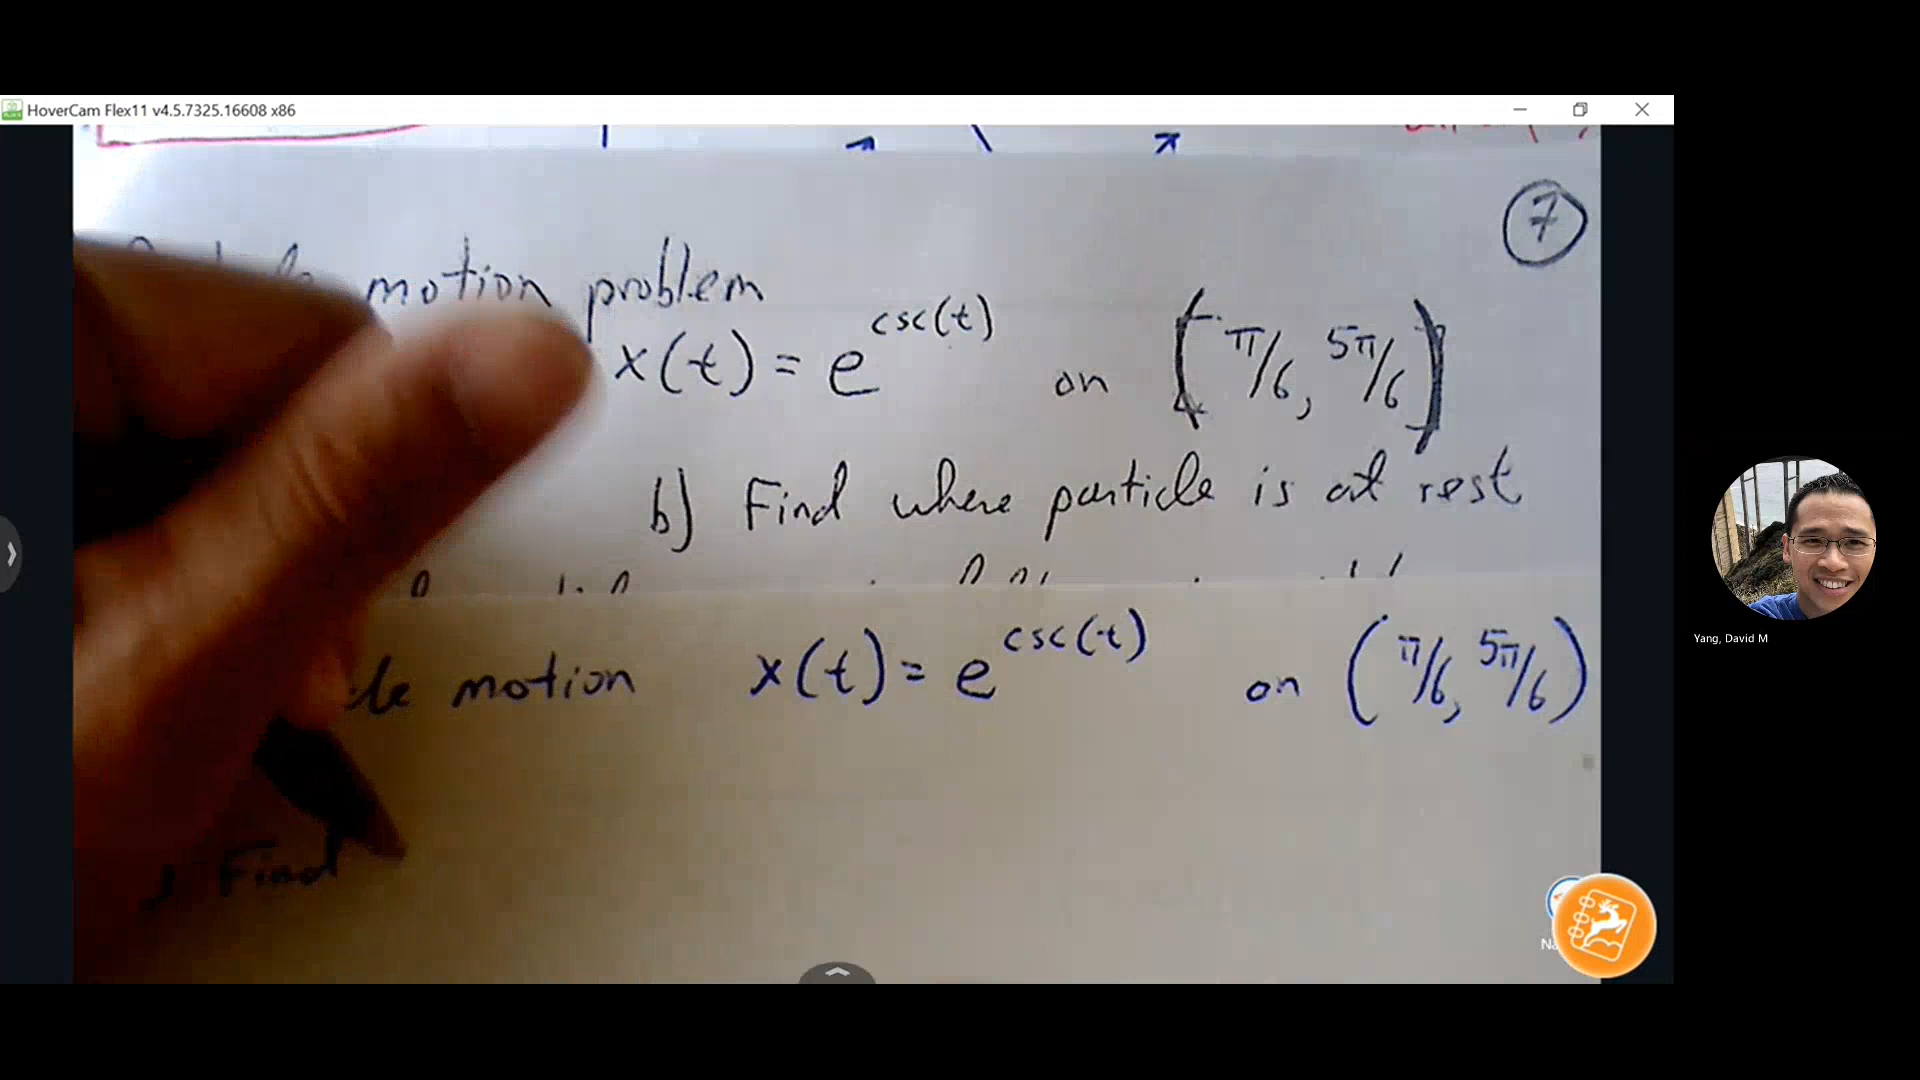 HoverCam Flex11 v4.5.7325.16608 x86
7
motion problem
x(t) = e^csc(t) on (π/6, 5π/6)
b) Find where particle is at rest
motion x(t) = e^csc(t) on (π/6, 5π/6)
Find
Yang, David M